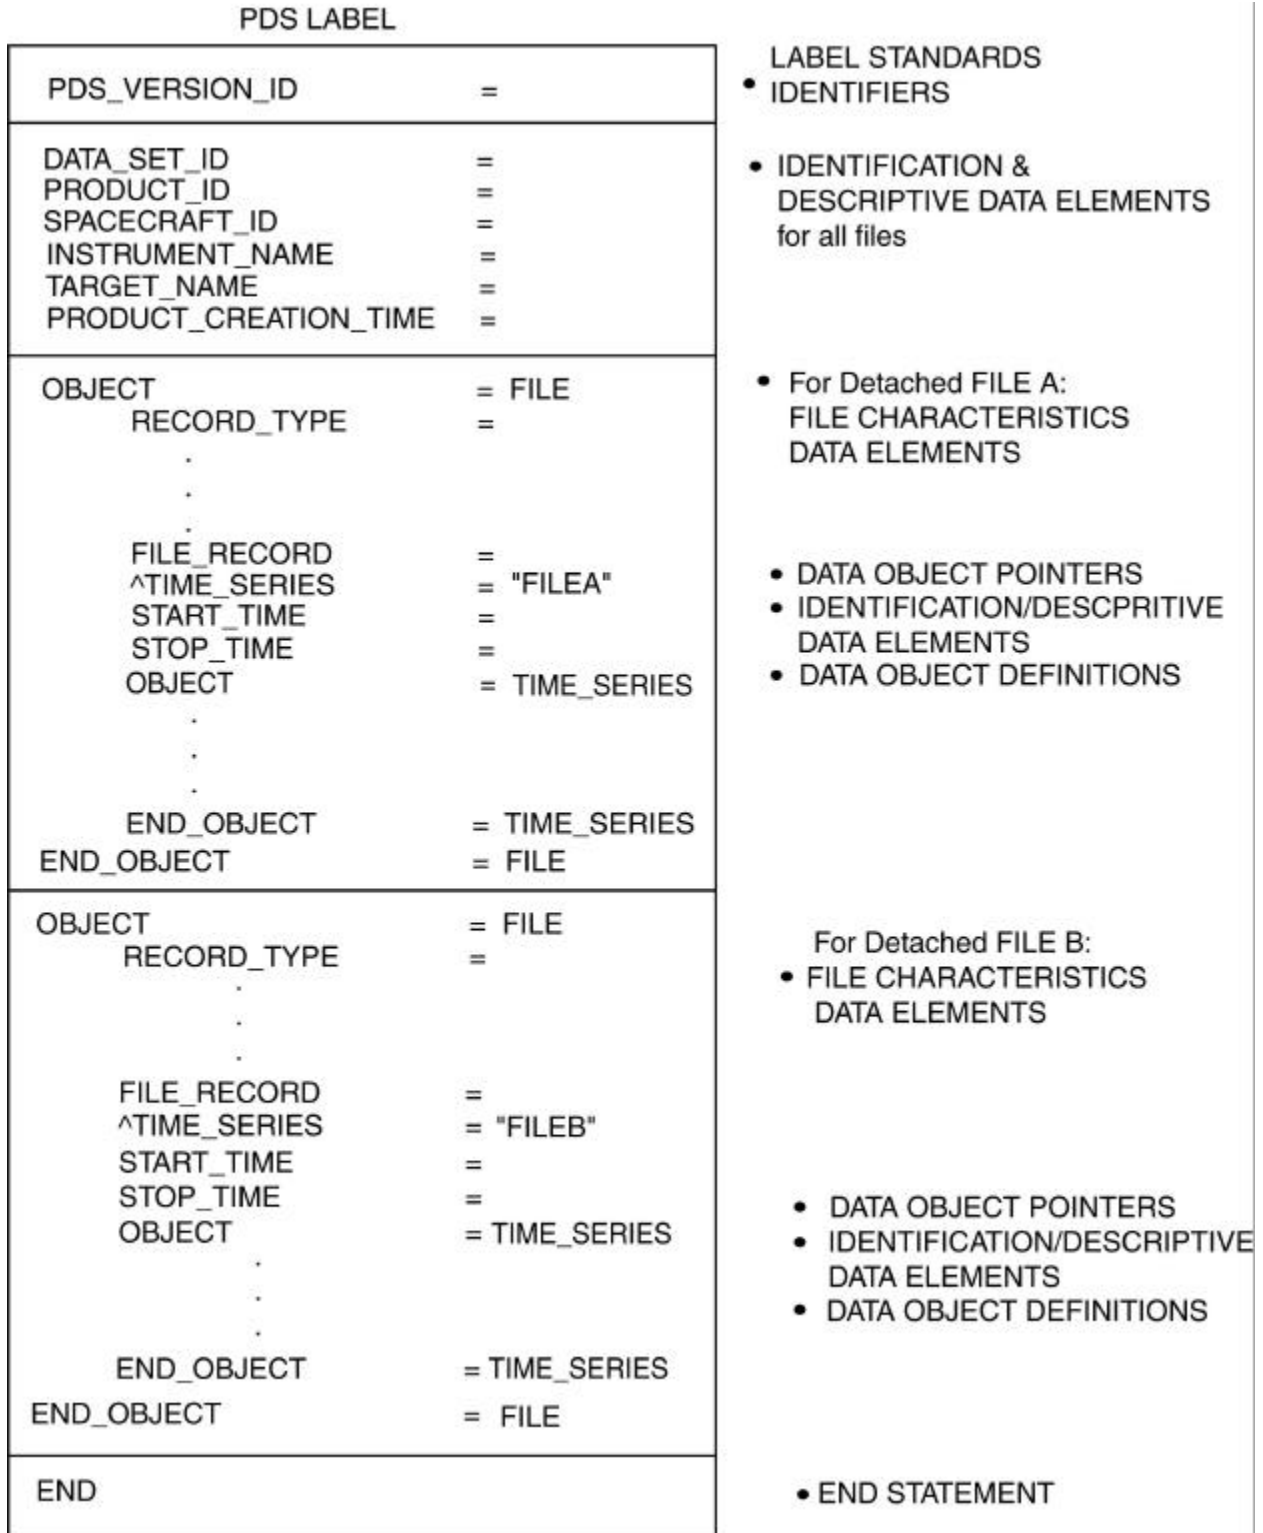 PDS LABEL
PDS_VERSION_ID =
• LABEL STANDARDS
IDENTIFIERS
DATA_SET_ID =
PRODUCT_ID =
SPACECRAFT_ID =
INSTRUMENT_NAME =
TARGET_NAME =
PRODUCT_CREATION_TIME =
• IDENTIFICATION &
DESCRIPTIVE DATA ELEMENTS
for all files
OBJECT = FILE
RECORD_TYPE =
.
.
.
FILE_RECORD =
^TIME_SERIES = "FILEA"
START_TIME =
STOP_TIME =
OBJECT = TIME_SERIES
.
.
.
END_OBJECT = TIME_SERIES
END_OBJECT = FILE
• For Detached FILE A:
FILE CHARACTERISTICS
DATA ELEMENTS
• DATA OBJECT POINTERS
• IDENTIFICATION/DESCPRITIVE
DATA ELEMENTS
• DATA OBJECT DEFINITIONS
OBJECT = FILE
RECORD_TYPE =
.
.
.
FILE_RECORD =
^TIME_SERIES = "FILEB"
START_TIME =
STOP_TIME =
OBJECT = TIME_SERIES
.
.
.
END_OBJECT = TIME_SERIES
END_OBJECT = FILE
For Detached FILE B:
• FILE CHARACTERISTICS
DATA ELEMENTS
• DATA OBJECT POINTERS
• IDENTIFICATION/DESCRIPTIVE
DATA ELEMENTS
• DATA OBJECT DEFINITIONS
END
• END STATEMENT